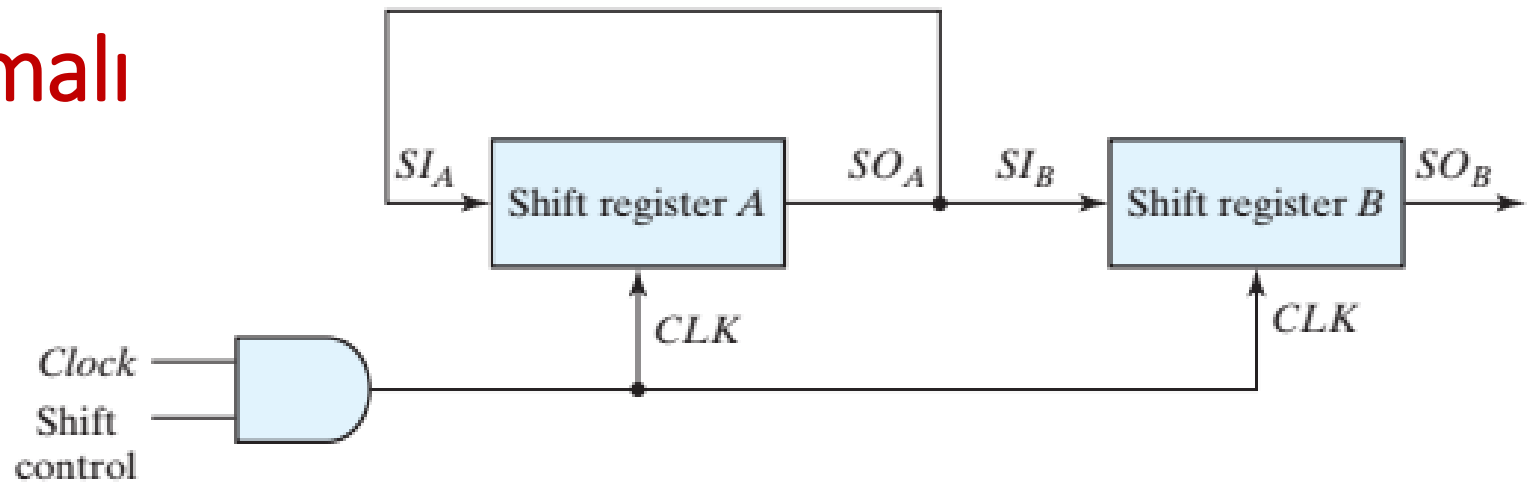 malı
SI_A
Shift register A
SO_A
SI_B
Shift register B
SO_B
CLK
CLK
Clock
Shift
control